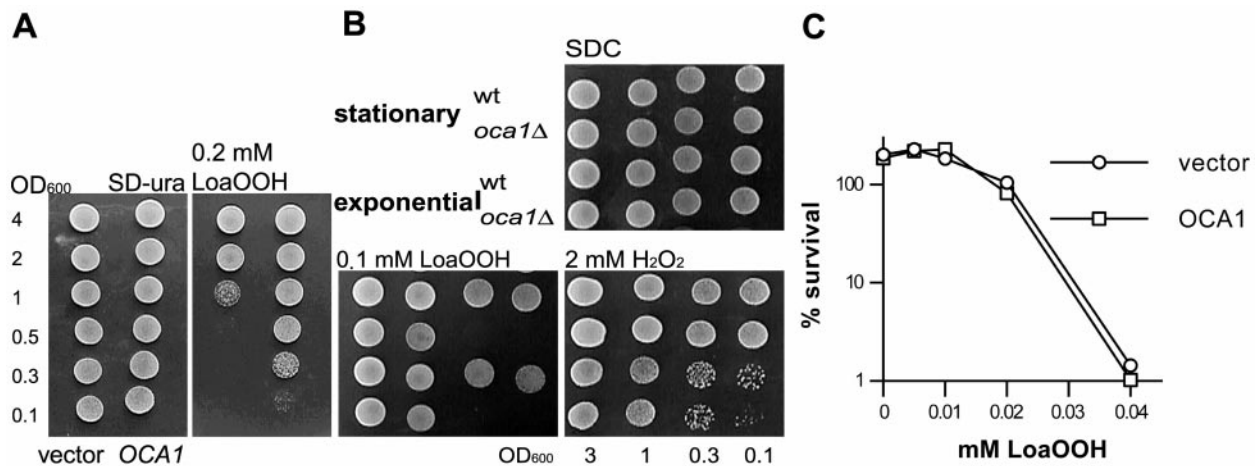 A
B
C
SDC
stationary
wt
oca1Δ
exponential
wt
oca1Δ
OD600
SD-ura
0.2 mM
LoaOOH
4
2
1
0.5
0.3
0.1
vector
OCA1
0.1 mM LoaOOH
2 mM H₂O₂
OD600
3
1
0.3
0.1
% survival
100
10
1
0
0.01
0.02
0.03
0.04
mM LoaOOH
vector
OCA1